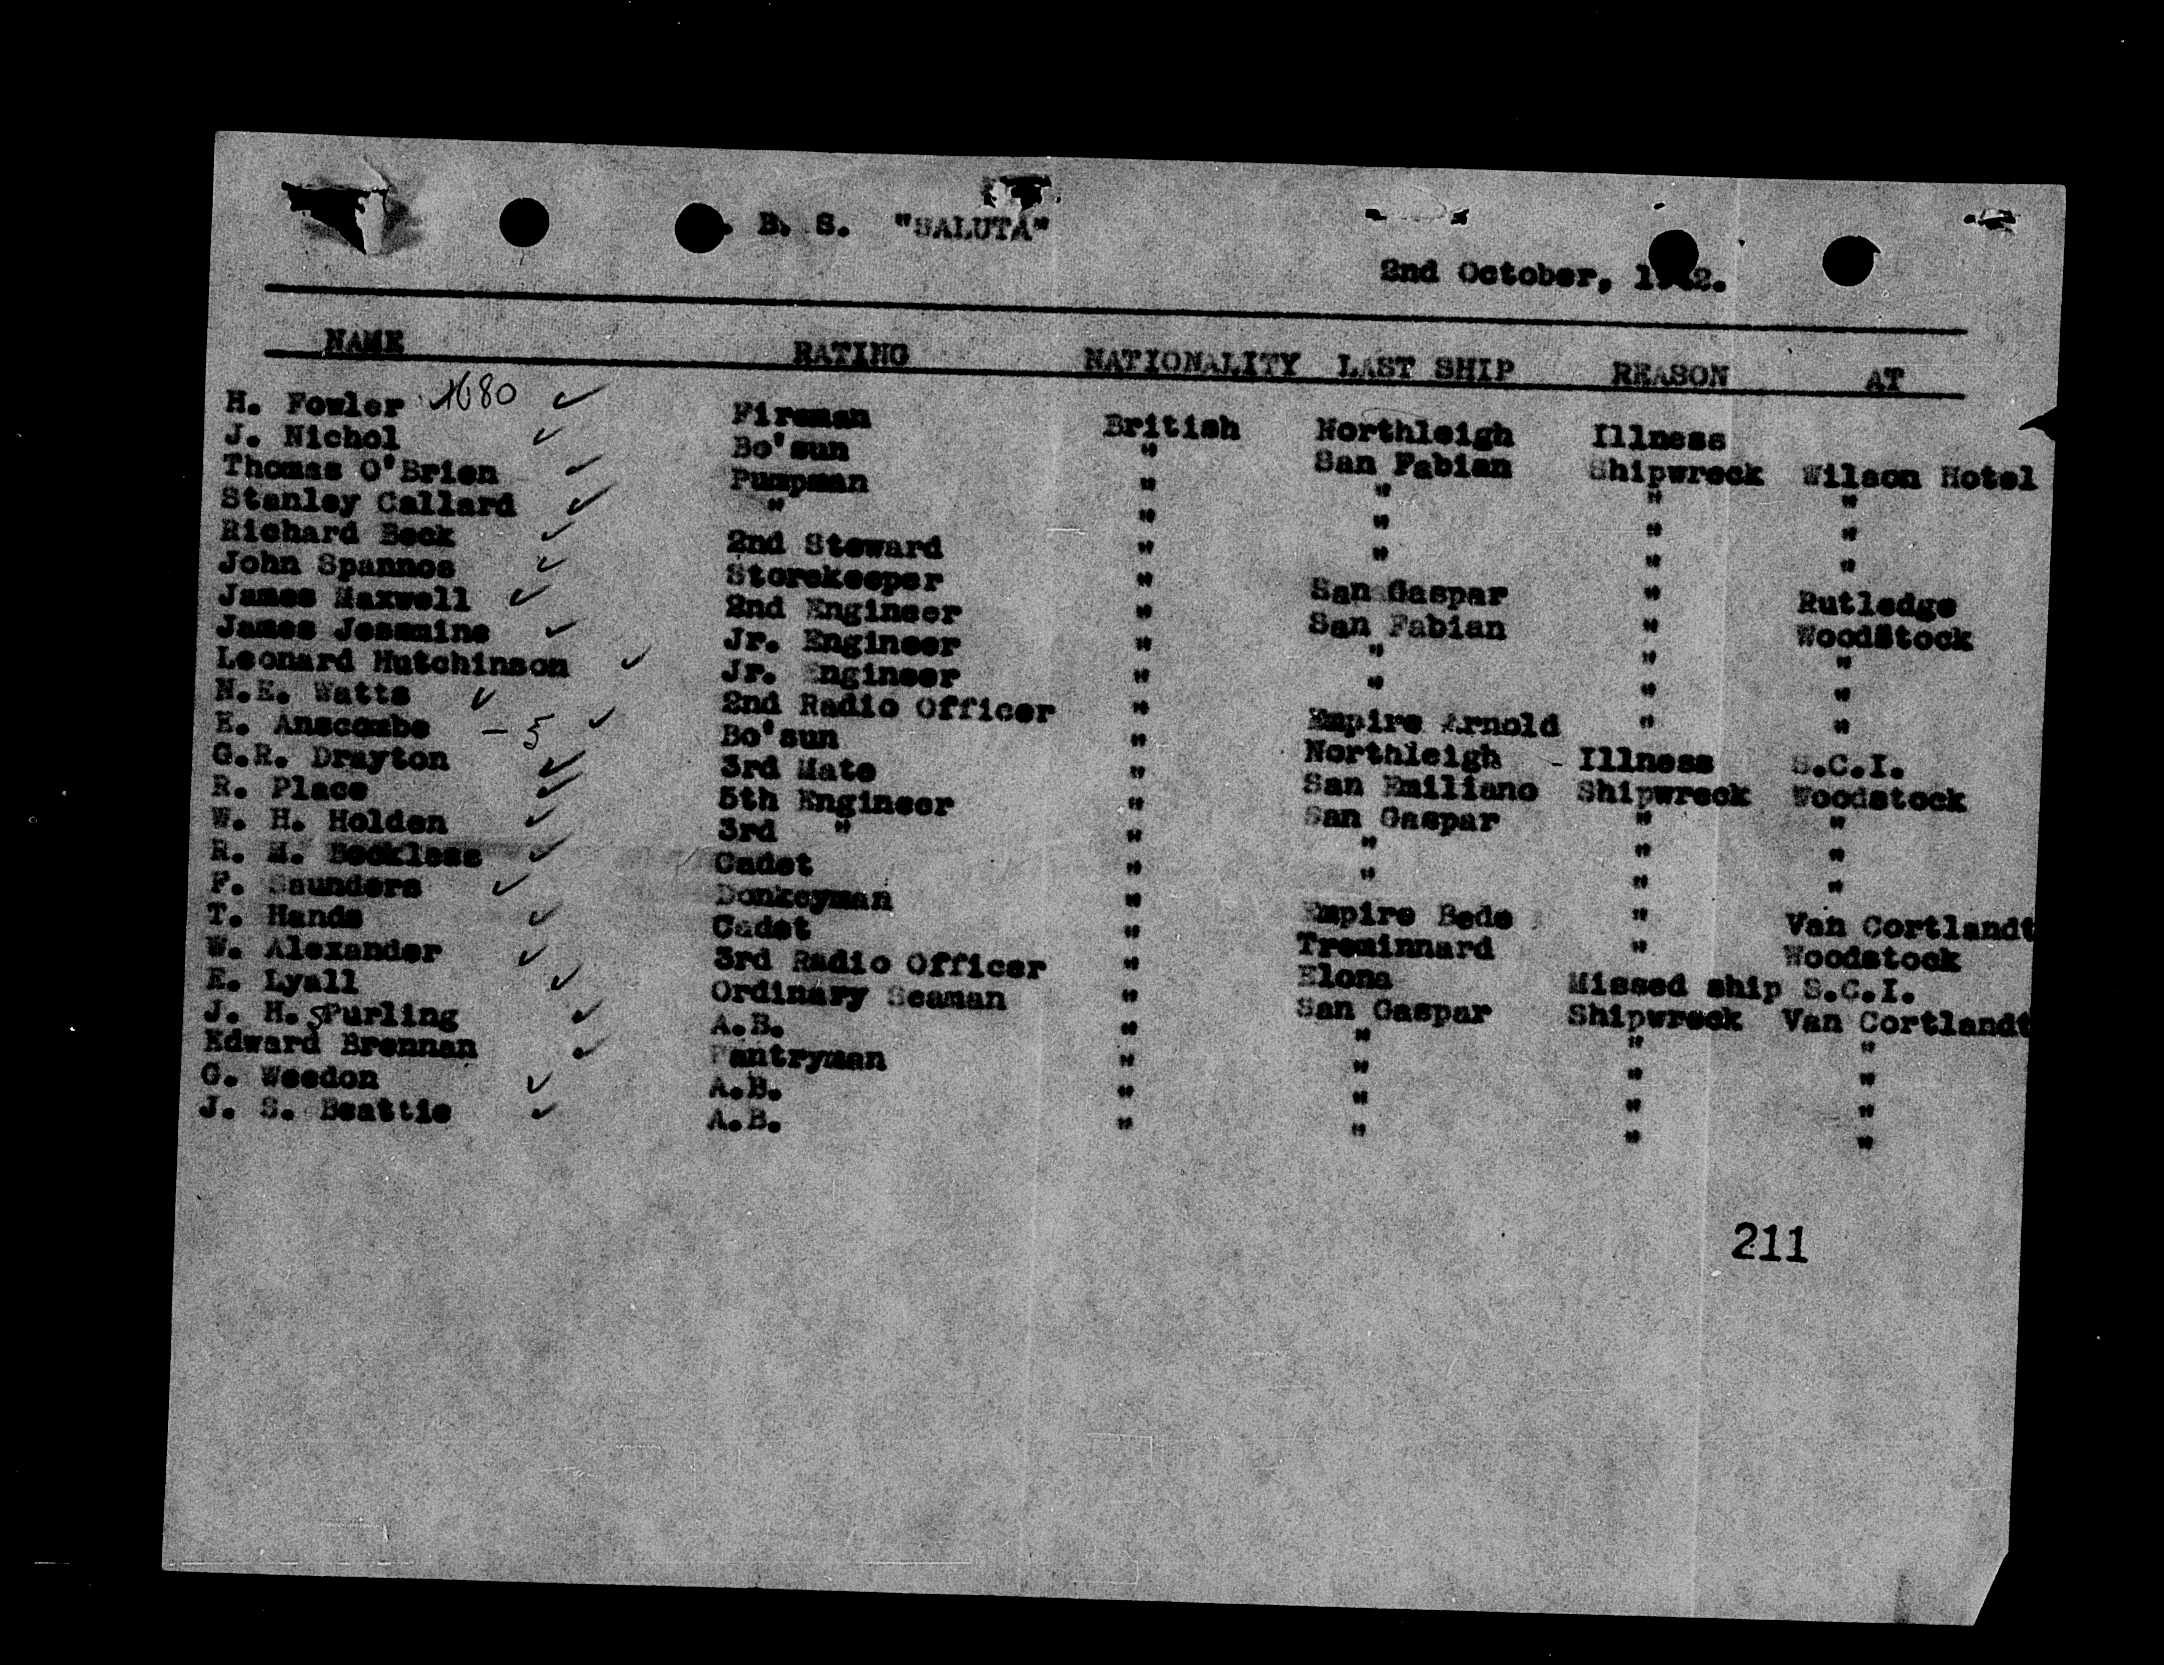 B. S. "SALUTA"
2nd October, 1942.
NAME RATING NATIONALITY LAST SHIP REASON AT
H. Fowler 1680 ✓ Fireman British Northleigh Illness
J. Nichol ✓ Bo'sun " San Fabian Shipwreck Wilson Hotel
Thomas O'Brien ✓ Pumpman " " " "
Stanley Callard ✓ " " " " "
Richard Beck ✓ 2nd Steward " " " "
John Spannos ✓ Storekeeper " San Gaspar " Rutledge
James Maxwell ✓ 2nd Engineer " San Fabian " Woodstock
James Jessmine ✓ Jr. Engineer " " " "
Leonard Hutchinson ✓ Jr. Engineer " " " "
N.E. Watts ✓ 2nd Radio Officer " Empire Arnold " "
E. Anscombe - 5 ✓ Bo'sun " Northleigh - Illness S.C.I.
G.R. Drayton ✓ 3rd Mate " San Emiliano Shipwreck Woodstock
R. Place ✓ 5th Engineer " San Gaspar " "
W. H. Holden ✓ 3rd " " " " "
R. M. Beckless ✓ Cadet " " " "
F. Saunders ✓ Donkeyman " Empire Bede " Van Cortlandt
T. Hands ✓ Cadet " Treminnard " Woodstock
W. Alexander ✓ 3rd Radio Officer " Elona Missed ship S.C.I.
E. Lyall ✓ Ordinary Seaman " San Gaspar Shipwreck Van Cortlandt
J. H. SPurling ✓ A.B. " " " "
Edward Brennan ✓ Pantryman " " " "
G. Weedon ✓ A.B. " " " "
J. S. Beattie ✓ A.B. " " " "
211